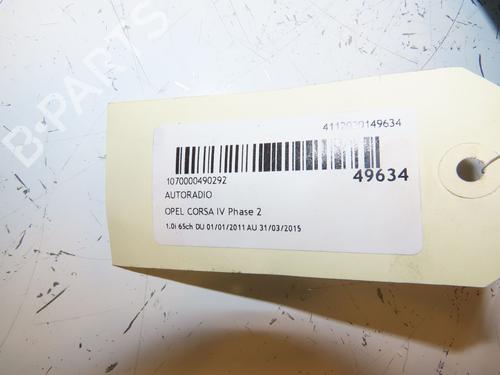 B-PARTS
4112030149634
49634
1070000490292
AUTORADIO
OPEL CORSA IV Phase 2
1.0i 65ch DU 01/01/2011 AU 31/03/2015